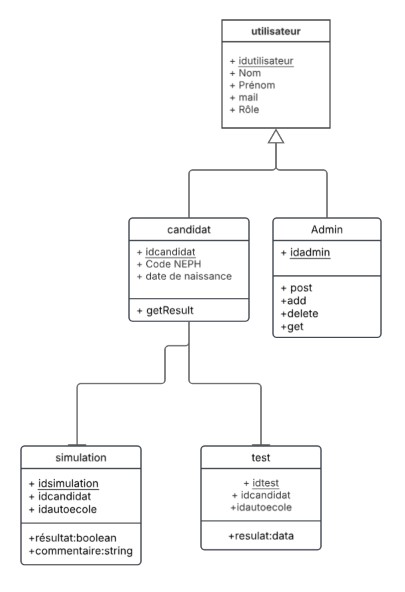 utilisateur
+ idutilisateur
+ Nom
+ Prénom
+ mail
+ Rôle
candidat
+ idcandidat
+ Code NEPH
+ date de naissance
+ getResult
Admin
+ idadmin
+ post
+add
+delete
+get
simulation
+ idsimulation
+ idcandidat
+ idautoecole
+résultat:boolean
+commentaire:string
test
+ idtest
+ idcandidat
+idautoecole
+resulat:data